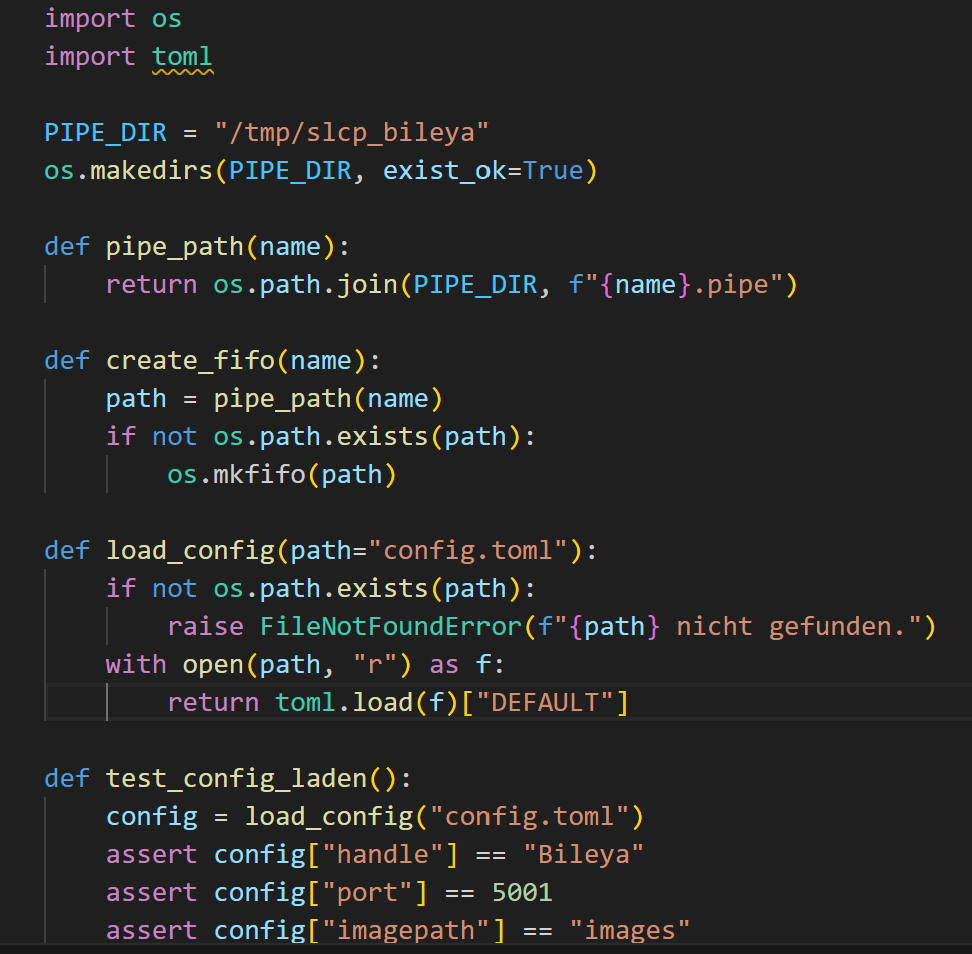 import os
import toml

PIPE_DIR = "/tmp/slcp_bileya"
os.makedirs(PIPE_DIR, exist_ok=True)

def pipe_path(name):
    return os.path.join(PIPE_DIR, f"{name}.pipe")

def create_fifo(name):
    path = pipe_path(name)
    if not os.path.exists(path):
        os.mkfifo(path)

def load_config(path="config.toml"):
    if not os.path.exists(path):
        raise FileNotFoundError(f"{path} nicht gefunden.")
    with open(path, "r") as f:
        return toml.load(f)["DEFAULT"]

def test_config_laden():
    config = load_config("config.toml")
    assert config["handle"] == "Bileya"
    assert config["port"] == 5001
    assert config["imagepath"] == "images"